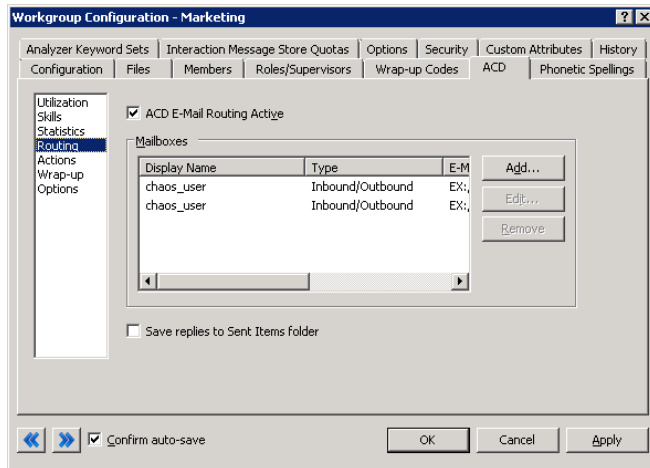 Workgroup Configuration - Marketing
Analyzer Keyword Sets Interaction Message Store Quotas Options Security Custom Attributes History
Configuration Files Members Roles/Supervisors Wrap-up Codes ACD Phonetic Spellings
Utilization
Skills
Statistics
Routing
Actions
Wrap-up
Options
ACD E-Mail Routing Active
Mailboxes
Display Name Type E-M
chaos_user Inbound/Outbound EX:,
chaos_user Inbound/Outbound EX:,
Add...
Edit...
Remove
Save replies to Sent Items folder
Confirm auto-save OK Cancel Apply